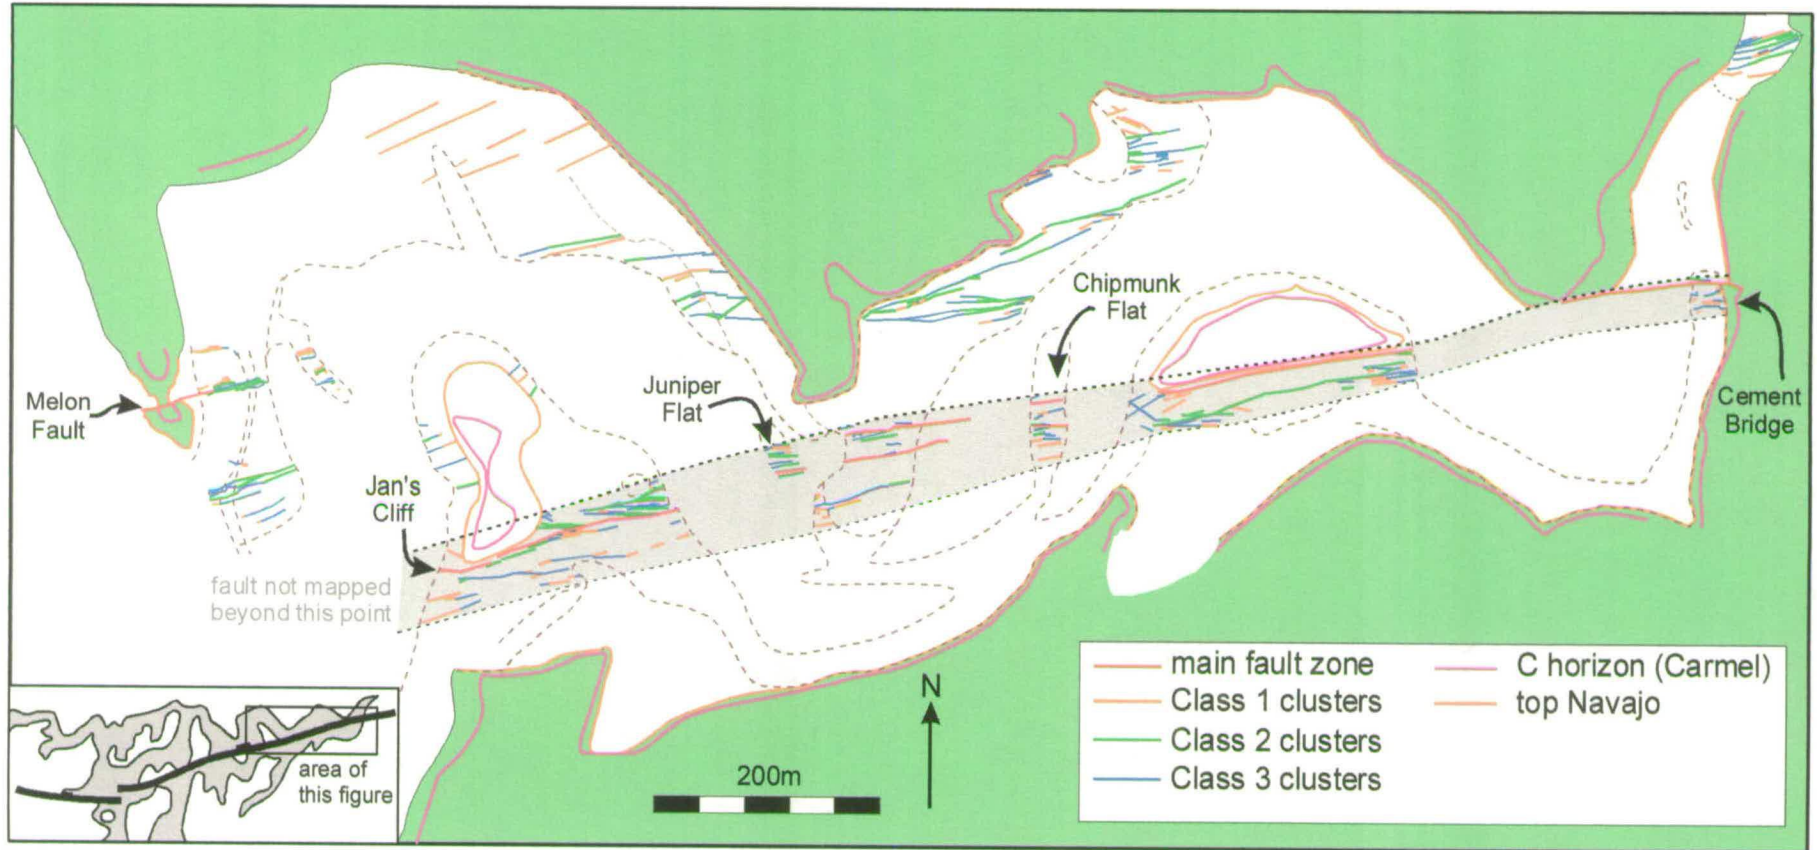 Chipmunk
Flat
Juniper
Flat
Melon
Fault
Cement
Bridge
Jan's
Cliff
fault not mapped
beyond this point
main fault zone
Class 1 clusters
Class 2 clusters
Class 3 clusters
C horizon (Carmel)
top Navajo
N
200m
area of
this figure